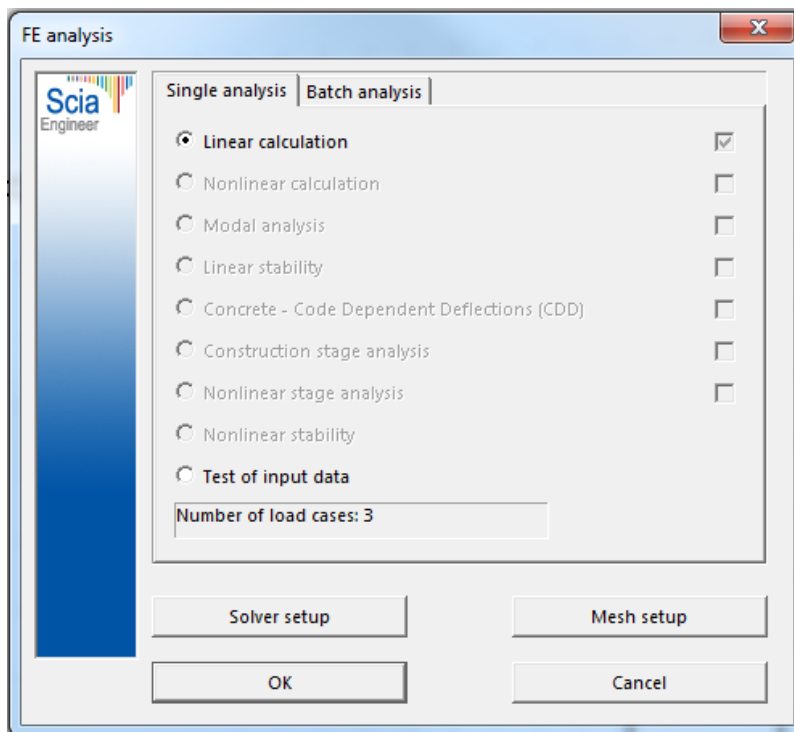 FE analysis
Scia
Engineer
Single analysis
Batch analysis
Linear calculation
Nonlinear calculation
Modal analysis
Linear stability
Concrete - Code Dependent Deflections (CDD)
Construction stage analysis
Nonlinear stage analysis
Nonlinear stability
Test of input data
Number of load cases: 3
Solver setup
Mesh setup
OK
Cancel